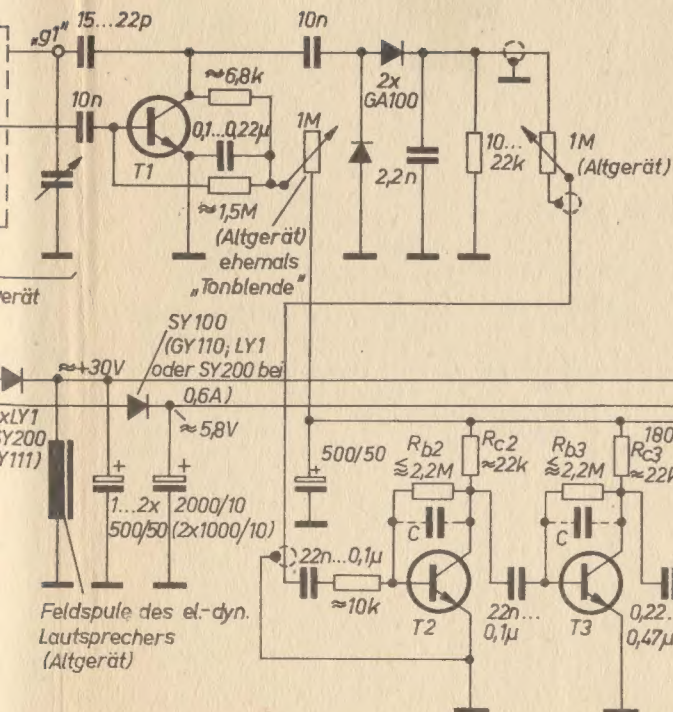 15...22p
"g1"
10n
10n
≈6,8k
2x
GA100
0,1...0,22µ
1M
T1
10...
22k
1M
(Altgerät)
2,2n
≈1,5M
(Altgerät)
ehemals
„Tonblende"
erät
SY100
(GY110; LY1
oder SY200 bei
0,6A)
≈+30V
≈5,8V
xLY1
SY200
Y111)
+
+
1...2x
500/50
2000/10
(2x1000/10)
+
500/50
Rb2
≦2,2M
Rc2
≈22k
Rb3
≦≈2,2M
180
Rc3
≈22k
C
C
22n...0,1µ
≈10k
T2
22n...
0,1µ
T3
0,22...
0,47µ
Feldspule des el.-dyn.
Lautsprechers
(Altgerät)